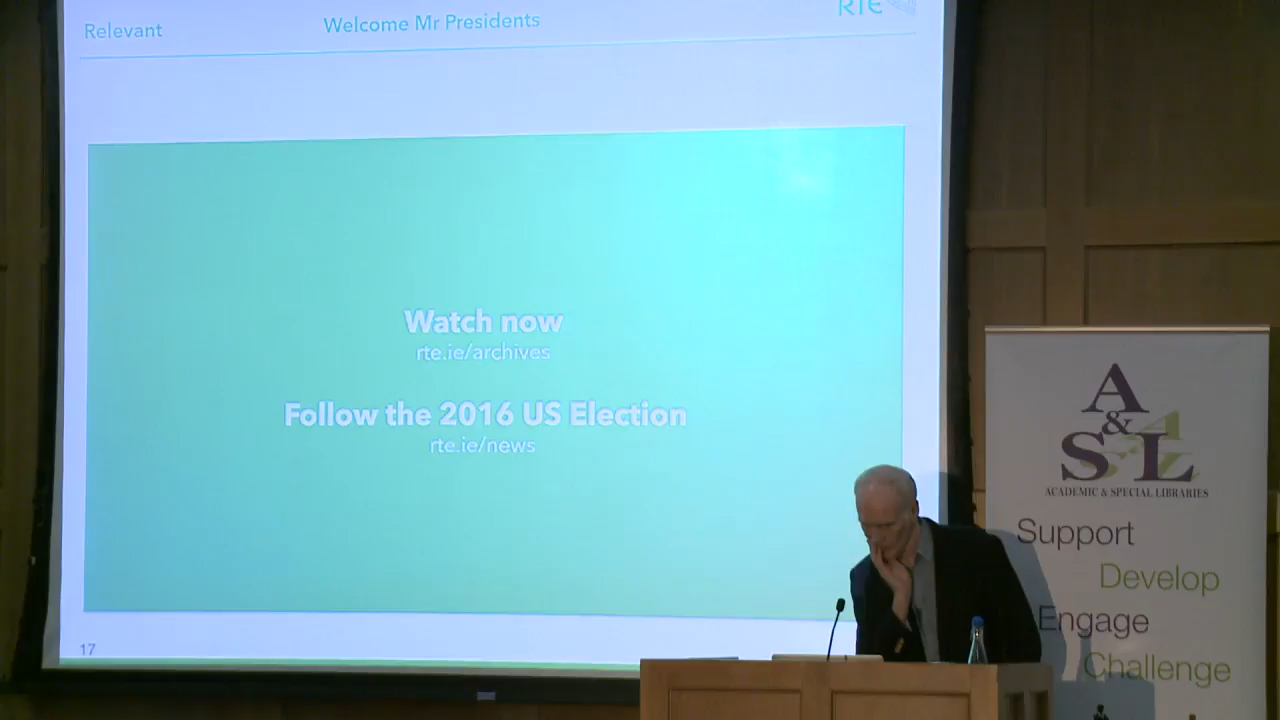 Relevant
Welcome Mr Presidents
RTÉ
Watch now
rte.ie/archives
Follow the 2016 US Election
rte.ie/news
17
A
&
SL
ACADEMIC & SPECIAL LIBRARIES
Support
Develop
Engage
Challenge